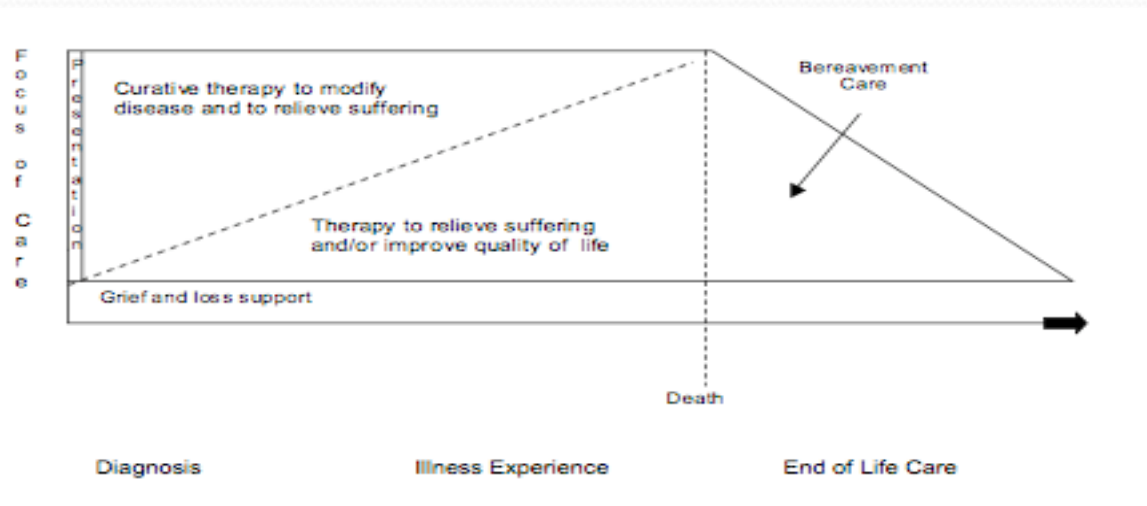 Focus of Care
Presentation
Curative therapy to modify
disease and to relieve suffering
Bereavement
Care
Therapy to relieve suffering
and/or improve quality of life
Grief and loss support
Death
Diagnosis
Illness Experience
End of Life Care